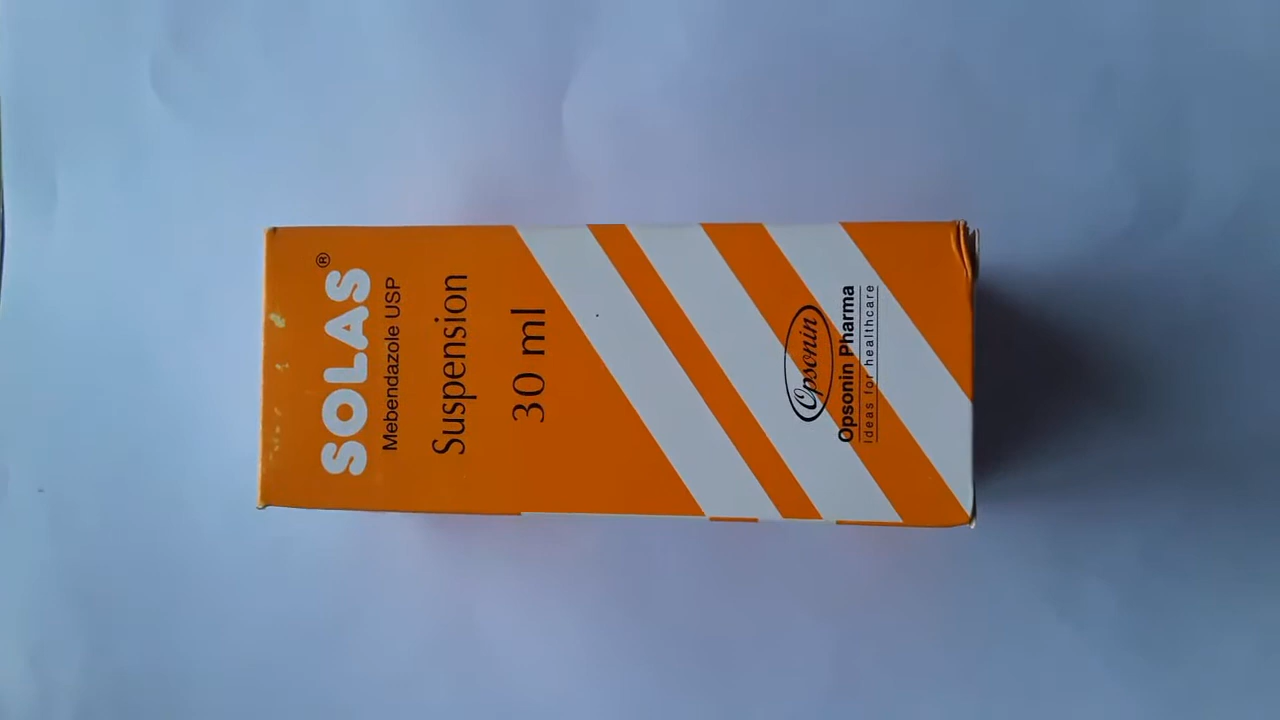 SOLAS®
Mebendazole USP
Suspension
30 ml
Opsonin
Opsonin Pharma
Ideas for healthcare